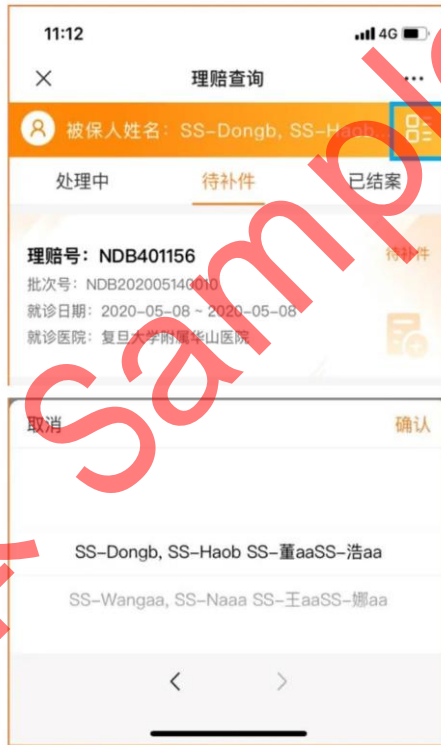 11:12
4G
理赔查询
被保人姓名: SS-Dongb, SS-Haob...
处理中
待补件
已结案
理赔号: NDB401156
待补件
批次号: NDB202005140010
就诊日期: 2020-05-08 ~ 2020-05-08
就诊医院: 复旦大学附属华山医院
取消
确认
SS-Dongb, SS-Haob SS-董aaSS-浩aa
SS-Wangaa, SS-Naaa SS-王aaSS-娜aa
Sample